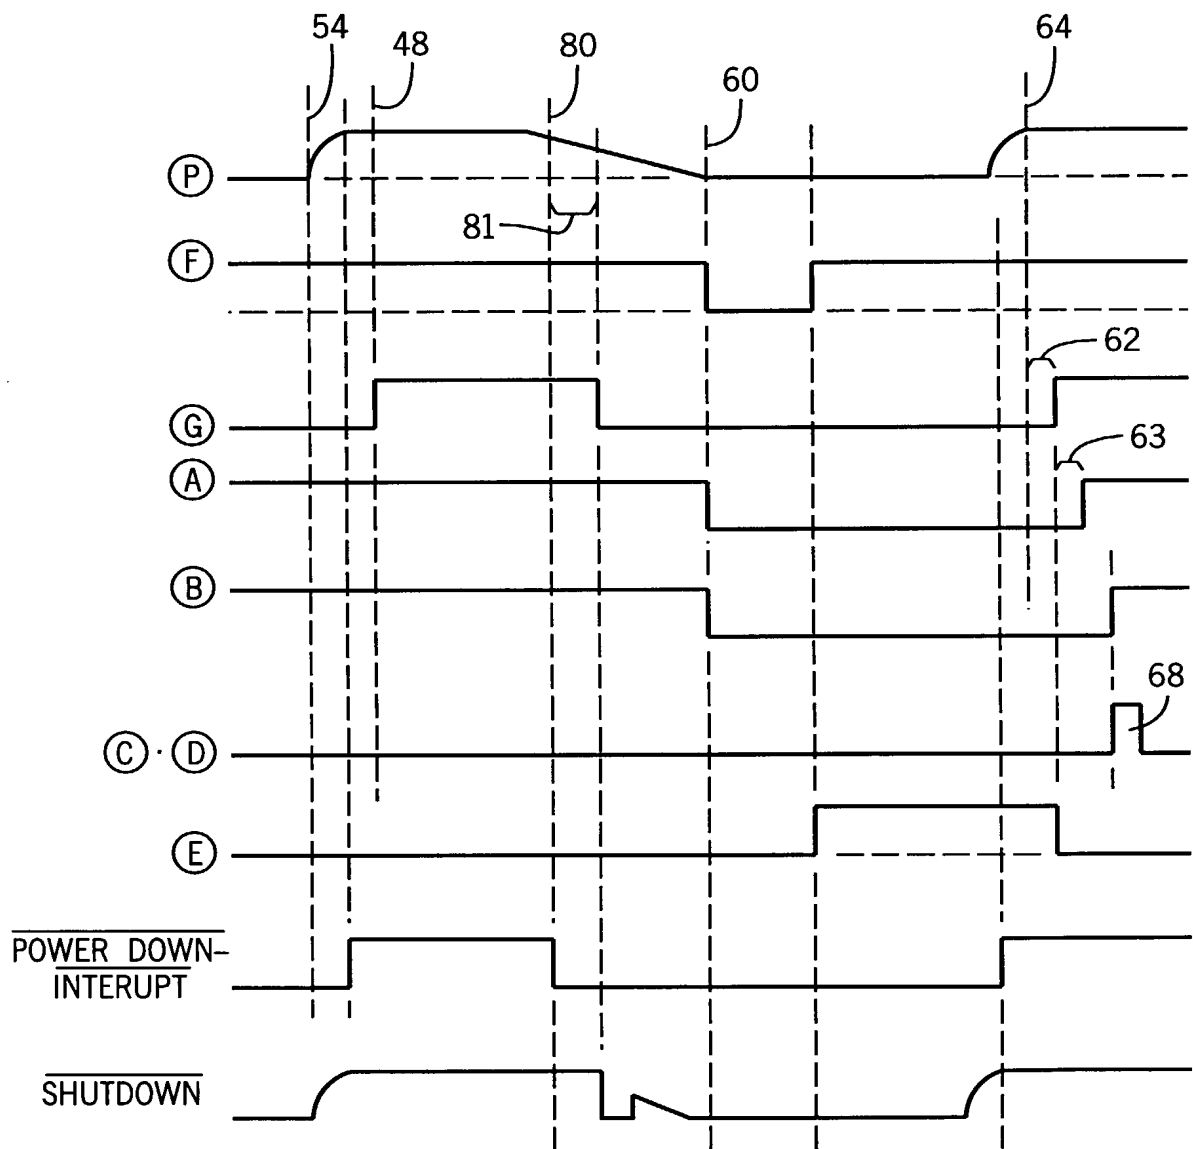 54
48
80
60
64
P
81
F
62
G
63
A
B
68
C · D
E
POWER DOWN-
INTERUPT
SHUTDOWN